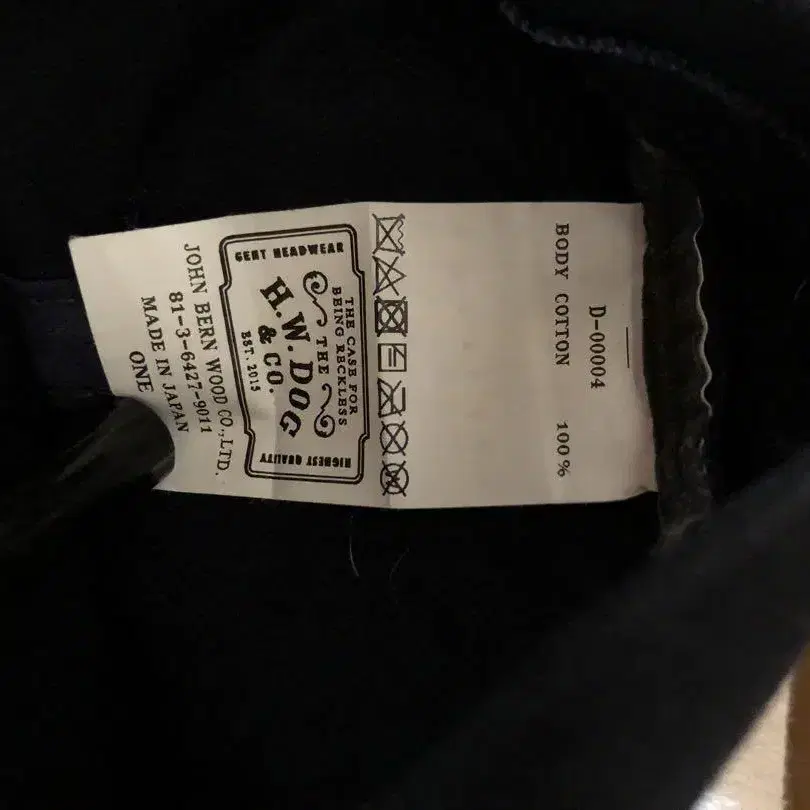 D-00004
BODY COTTON 100%
GENT HEADWEAR
THE CASE FOR
BEING RECKLESS
THE
H.W.DOG
& CO.
EST. 2015
HIGHEST QUALITY
JOHN BERN WOOD CO.,LTD.
81-3-6427-9011
MADE IN JAPAN
ONE